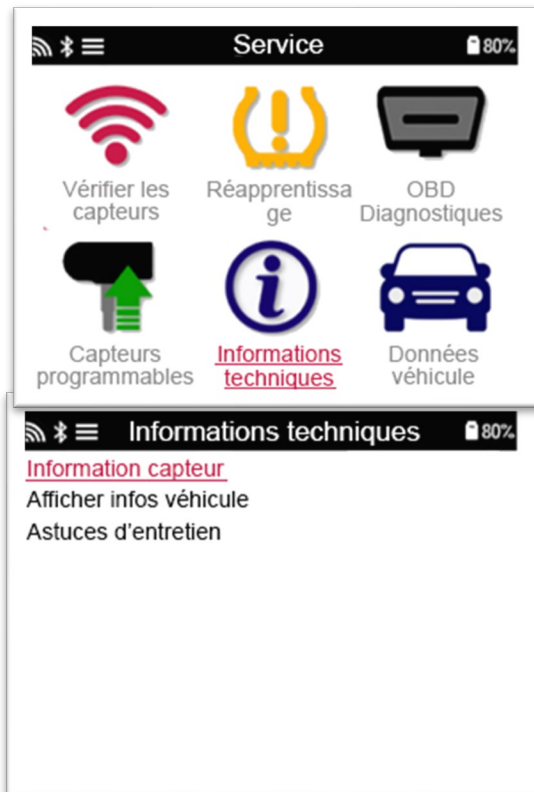 Service 80%
Vérifier les Réapprentissa OBD
capteurs ge Diagnostiques
Capteurs Informations Données
programmables techniques véhicule
Informations techniques 80%
Information capteur
Afficher infos véhicule
Astuces d'entretien